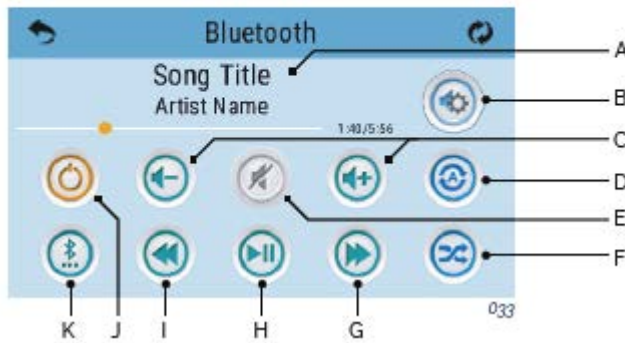 Bluetooth
A
Song Title
Artist Name
B
1:40/5:56
C
A
D
E
F
033
K J I H G